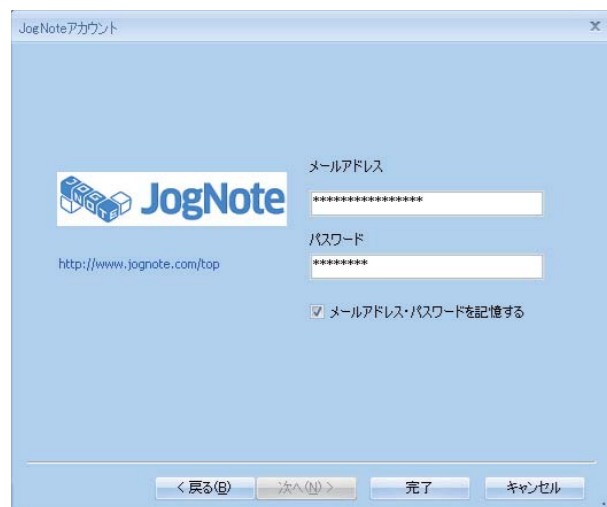 JogNoteアカウント
x
メールアドレス
JOG
NOTE
JogNote
****************
パスワード
http://www.jognote.com/top
********
メールアドレス・パスワードを記憶する
< 戻る(B)
次へ(N) >
完了
キャンセル